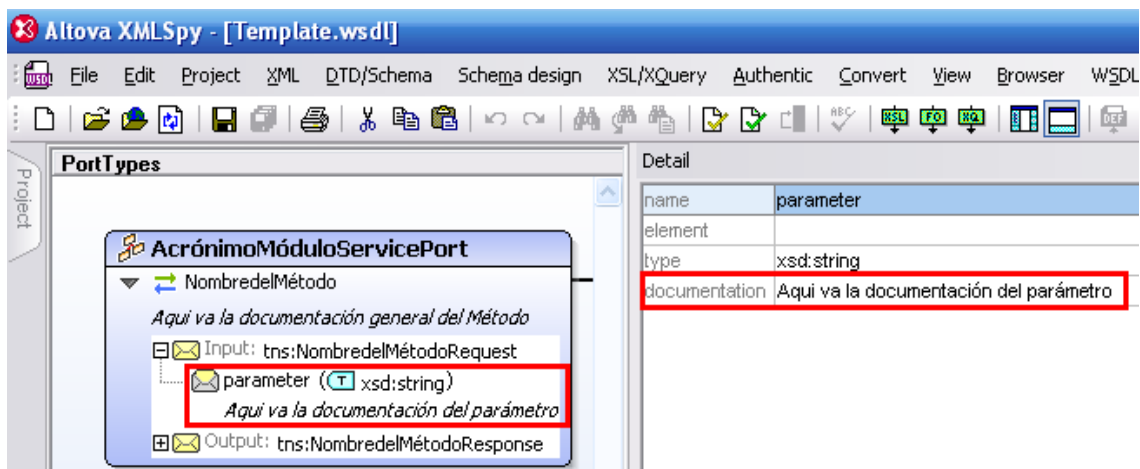 Altova XMLSpy - [Template.wsdl]
File Edit Project XML DTD/Schema Schema design XSL/XQuery Authentic Convert View Browser WSDL
Project
PortTypes
AcrónimoMóduloServicePort
NombredelMétodo
Aqui va la documentación general del Método
Input: tns:NombredelMétodoRequest
parameter (T xsd:string)
Aqui va la documentación del parámetro
Output: tns:NombredelMétodoResponse
Detail
name parameter
element
type xsd:string
documentation Aqui va la documentación del parámetro